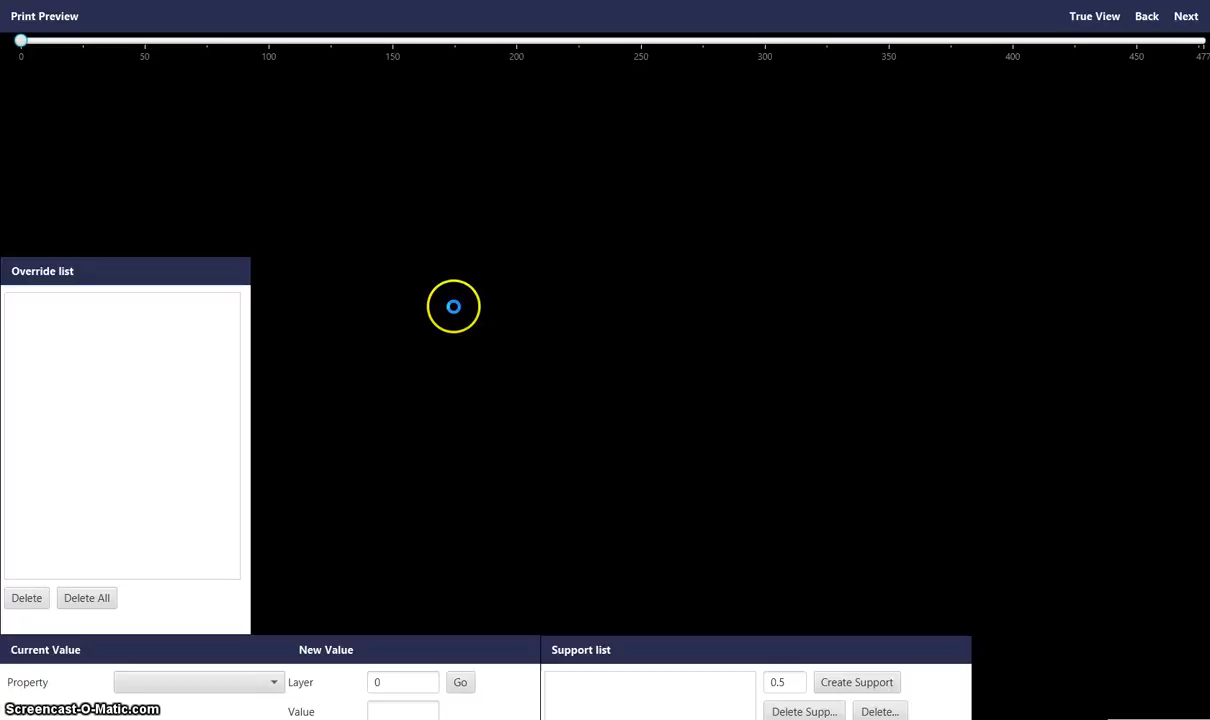 Print Preview True View Back Next
0 50 100 150 200 250 300 350 400 450 477
Override list
Delete Delete All
Current Value New Value Support list
Property Layer 0 Go 0.5 Create Support
Value Delete Supp... Delete...
Screencast-O-Matic.com